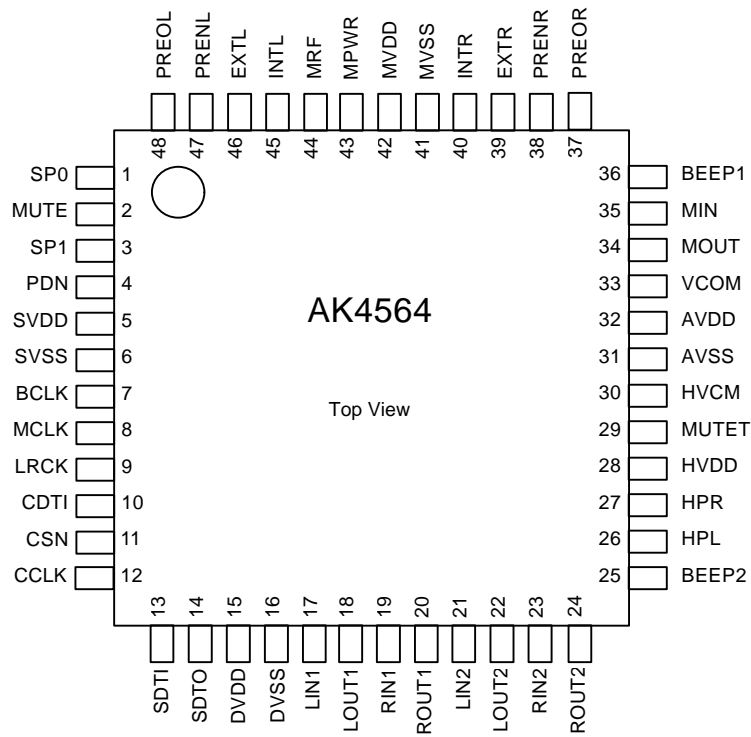 PREOL PRENL EXTL INTL MRF MPWR MVDD MVSS INTR EXTR PRENR PREOR
48 47 46 45 44 43 42 41 40 39 38 37
SP0 1 36 BEEP1
MUTE 2 35 MIN
SP1 3 34 MOUT
PDN 4 33 VCOM
AK4564
SVDD 5 32 AVDD
SVSS 6 31 AVSS
BCLK 7 30 HVCM
Top View
MCLK 8 29 MUTET
LRCK 9 28 HVDD
CDTI 10 27 HPR
CSN 11 26 HPL
CCLK 12 25 BEEP2
13 14 15 16 17 18 19 20 21 22 23 24
SDTI SDTO DVDD DVSS LIN1 LOUT1 RIN1 ROUT1 LIN2 LOUT2 RIN2 ROUT2